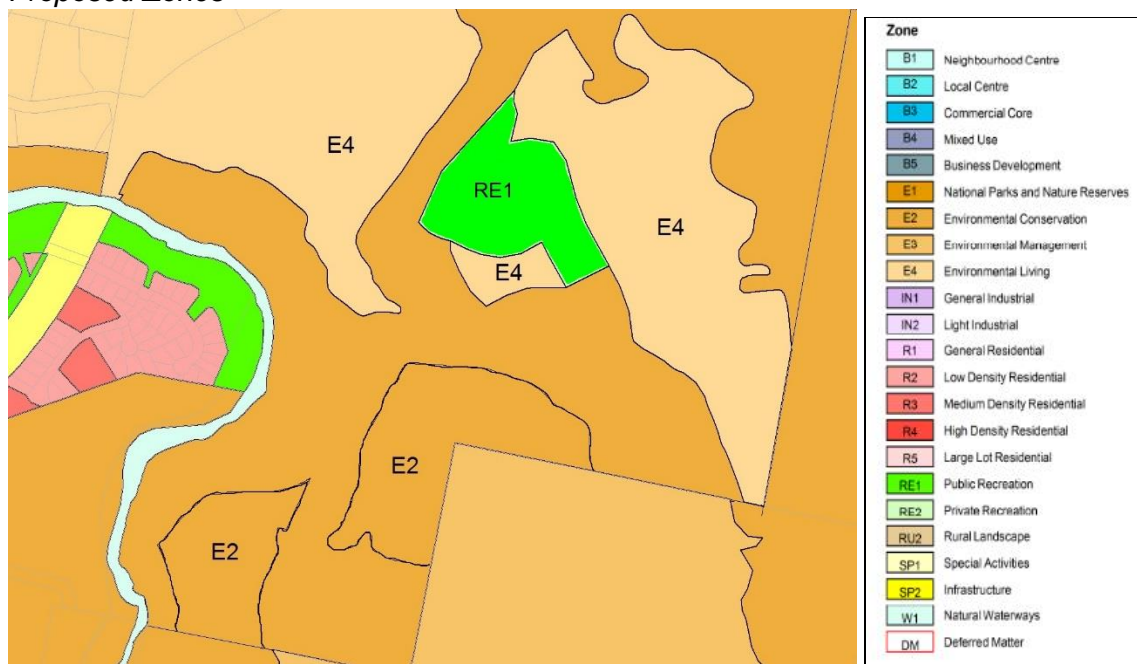 Proposed Zones
E4
RE1
E4
E4
E2
E2
Zone
B1 Neighbourhood Centre
B2 Local Centre
B3 Commercial Core
B4 Mixed Use
B5 Business Development
E1 National Parks and Nature Reserves
E2 Environmental Conservation
E3 Environmental Management
E4 Environmental Living
IN1 General Industrial
IN2 Light Industrial
R1 General Residential
R2 Low Density Residential
R3 Medium Density Residential
R4 High Density Residential
R5 Large Lot Residential
RE1 Public Recreation
RE2 Private Recreation
RU2 Rural Landscape
SP1 Special Activities
SP2 Infrastructure
W1 Natural Waterways
DM Deferred Matter